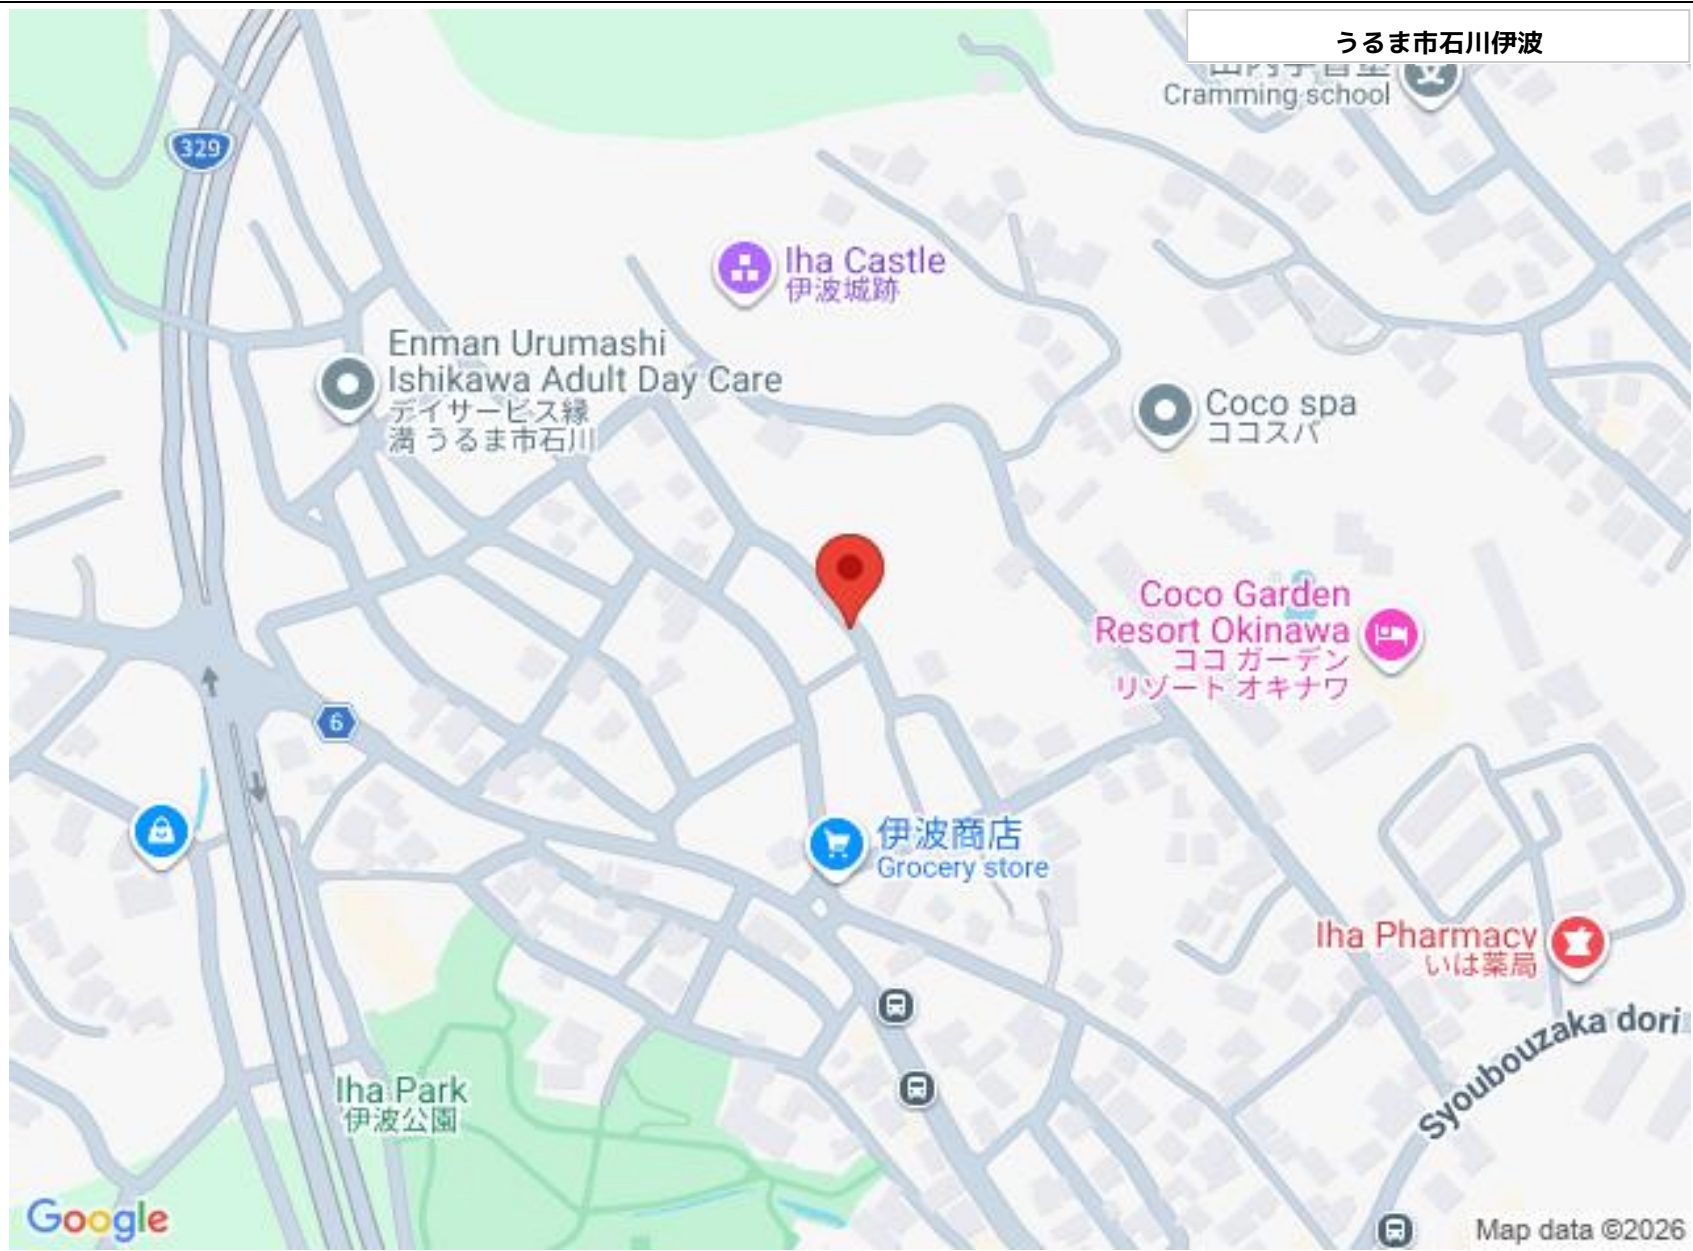 うるま市石川伊波
Cramming school
329
Iha Castle
伊波城跡
Enman Urumashi
Ishikawa Adult Day Care
デイサービス縁
満 うるま市石川
Coco spa
ココスパ
Coco Garden
Resort Okinawa
ココ ガーデン
リゾート オキナワ
6
伊波商店
Grocery store
Iha Pharmacy
いは薬局
Syoubouzaka dori
Iha Park
伊波公園
Google
Map data ©2026